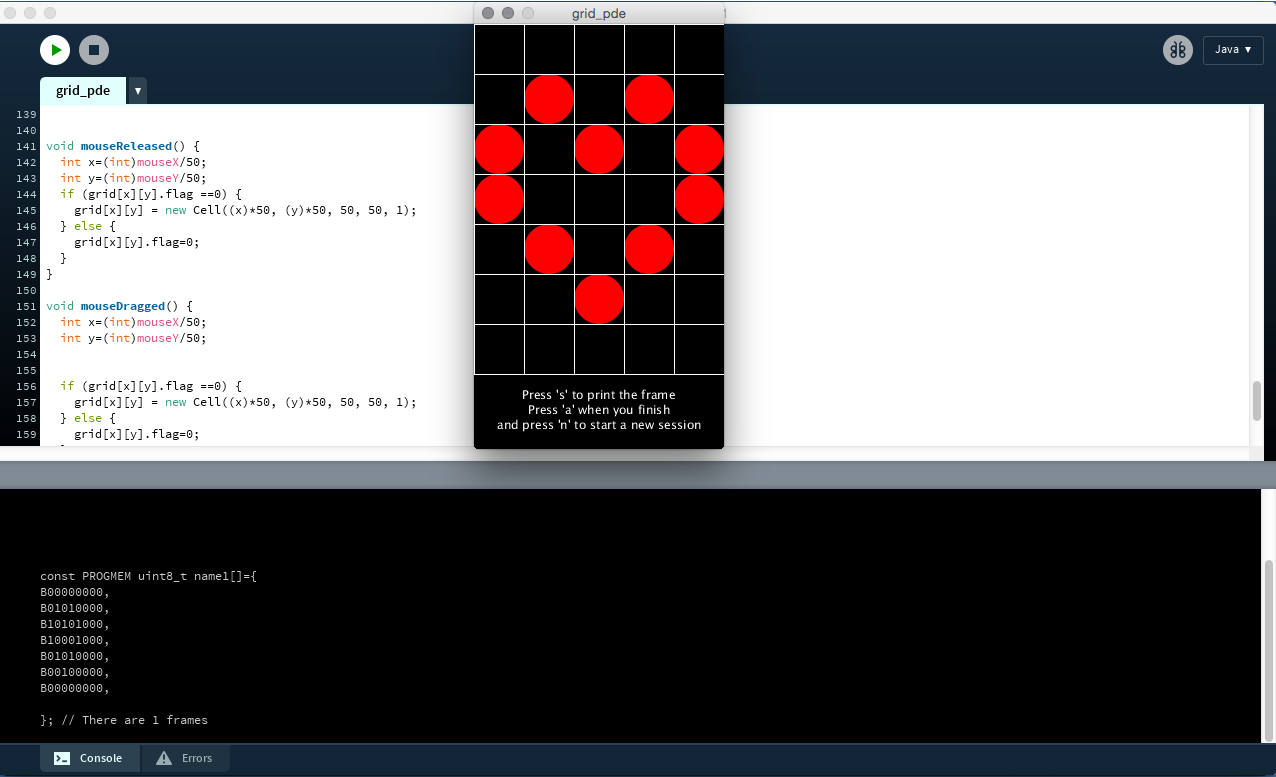 grid_pde
Java ▼
grid_pde ▼
139
140
141 void mouseReleased() {
142   int x=(int)mouseX/50;
143   int y=(int)mouseY/50;
144   if (grid[x][y].flag ==0) {
145     grid[x][y] = new Cell((x)*50, (y)*50, 50, 50, 1);
146   } else {
147     grid[x][y].flag=0;
148   }
149 }
150
151 void mouseDragged() {
152   int x=(int)mouseX/50;
153   int y=(int)mouseY/50;
154
155
156   if (grid[x][y].flag ==0) {
157     grid[x][y] = new Cell((x)*50, (y)*50, 50, 50, 1);
158   } else {
159     grid[x][y].flag=0;
Press 's' to print the frame
Press 'a' when you finish
and press 'n' to start a new session
const PROGMEM uint8_t name1[]={
B00000000,
B01010000,
B10101000,
B10001000,
B01010000,
B00100000,
B00000000,
}; // There are 1 frames
Console
Errors